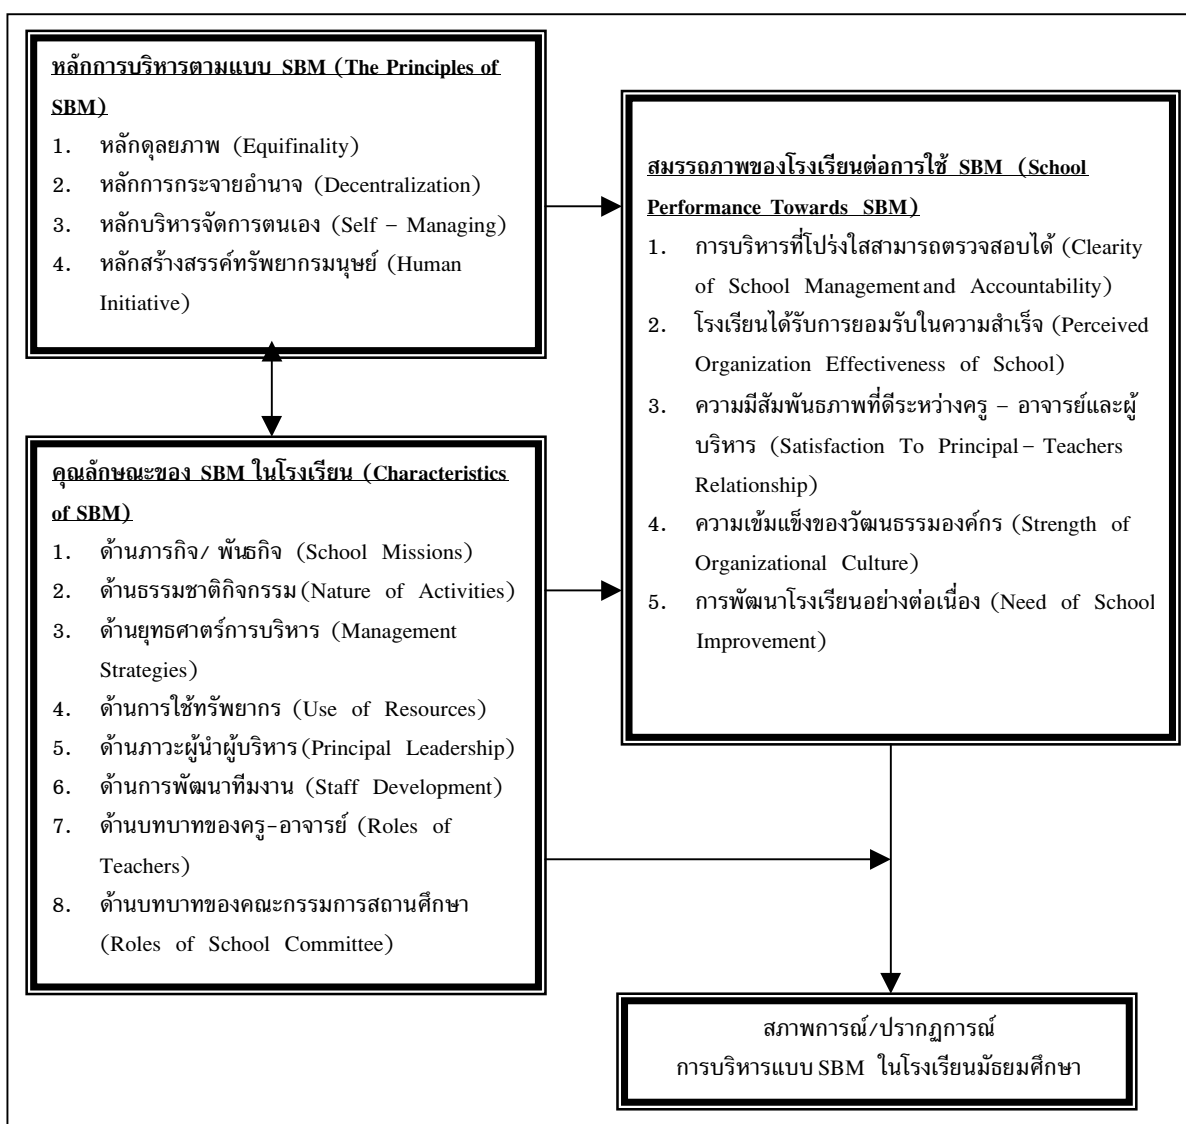 หลักการบริหารตามแบบ SBM (The Principles of
SBM)
1. หลักดุลยภาพ (Equifinality)
2. หลักการกระจายอำนาจ (Decentralization)
3. หลักบริหารจัดการตนเอง (Self – Managing)
4. หลักสร้างสรรค์ทรัพยากรมนุษย์ (Human
Initiative)
สมรรถภาพของโรงเรียนต่อการใช้ SBM (School
Performance Towards SBM)
1. การบริหารที่โปร่งใสสามารถตรวจสอบได้ (Clearity
of School Management and Accountability)
2. โรงเรียนได้รับการยอมรับในความสำเร็จ (Perceived
Organization Effectiveness of School)
3. ความมีสัมพันธภาพที่ดีระหว่างครู – อาจารย์และผู้
บริหาร (Satisfaction To Principal – Teachers
Relationship)
4. ความเข้มแข็งของวัฒนธรรมองค์กร (Strength of
Organizational Culture)
5. การพัฒนาโรงเรียนอย่างต่อเนื่อง (Need of School
Improvement)
คุณลักษณะของ SBM ในโรงเรียน (Characteristics
of SBM)
1. ด้านภารกิจ/ พันธกิจ (School Missions)
2. ด้านธรรมชาติกิจกรรม (Nature of Activities)
3. ด้านยุทธศาตร์การบริหาร (Management
Strategies)
4. ด้านการใช้ทรัพยากร (Use of Resources)
5. ด้านภาวะผู้นำผู้บริหาร (Principal Leadership)
6. ด้านการพัฒนาทีมงาน (Staff Development)
7. ด้านบทบาทของครู-อาจารย์ (Roles of
Teachers)
8. ด้านบทบาทของคณะกรรมการสถานศึกษา
(Roles of School Committee)
สภาพการณ์/ปรากฏการณ์
การบริหารแบบ SBM ในโรงเรียนมัธยมศึกษา